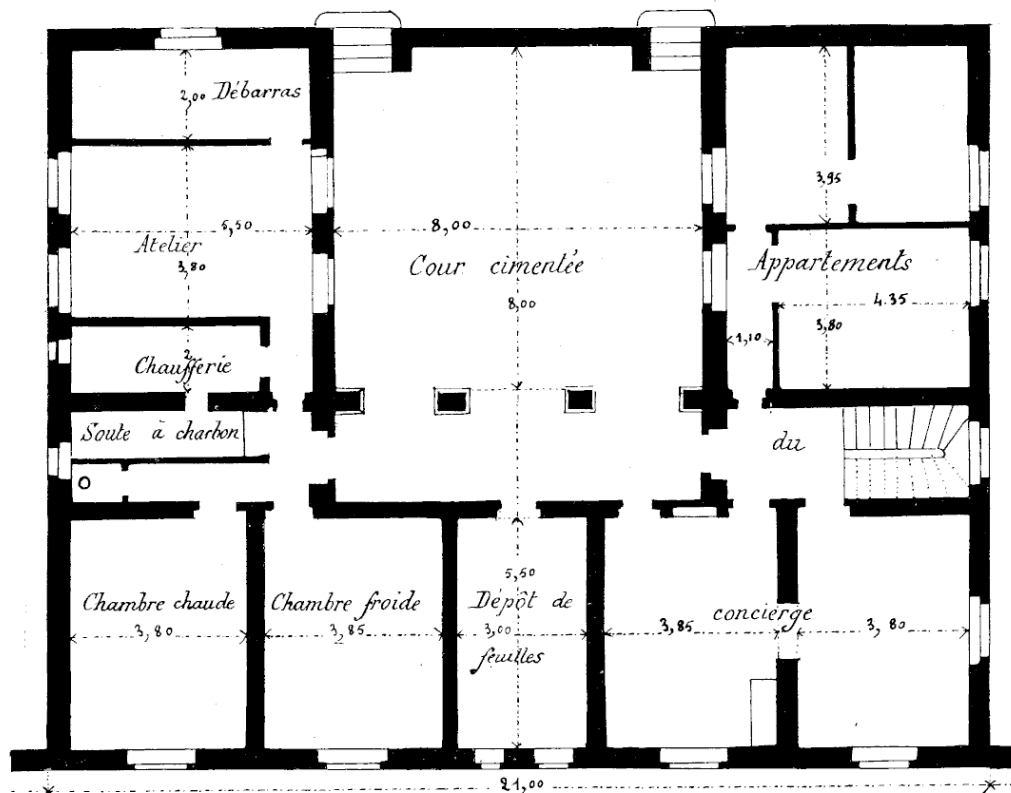 2,00 Débarras
3,95
5,50
8,00
Atelier
Cour cimentée
Appartements
3,80
8,00
4.35
1,10
3,80
2
Chaufferie
Soute à charbon
du
5,50
Chambre chaude
Chambre froide
Dépôt de
concierge
3,80
3,85
3,00
3,85
3,80
feuilles
21,00